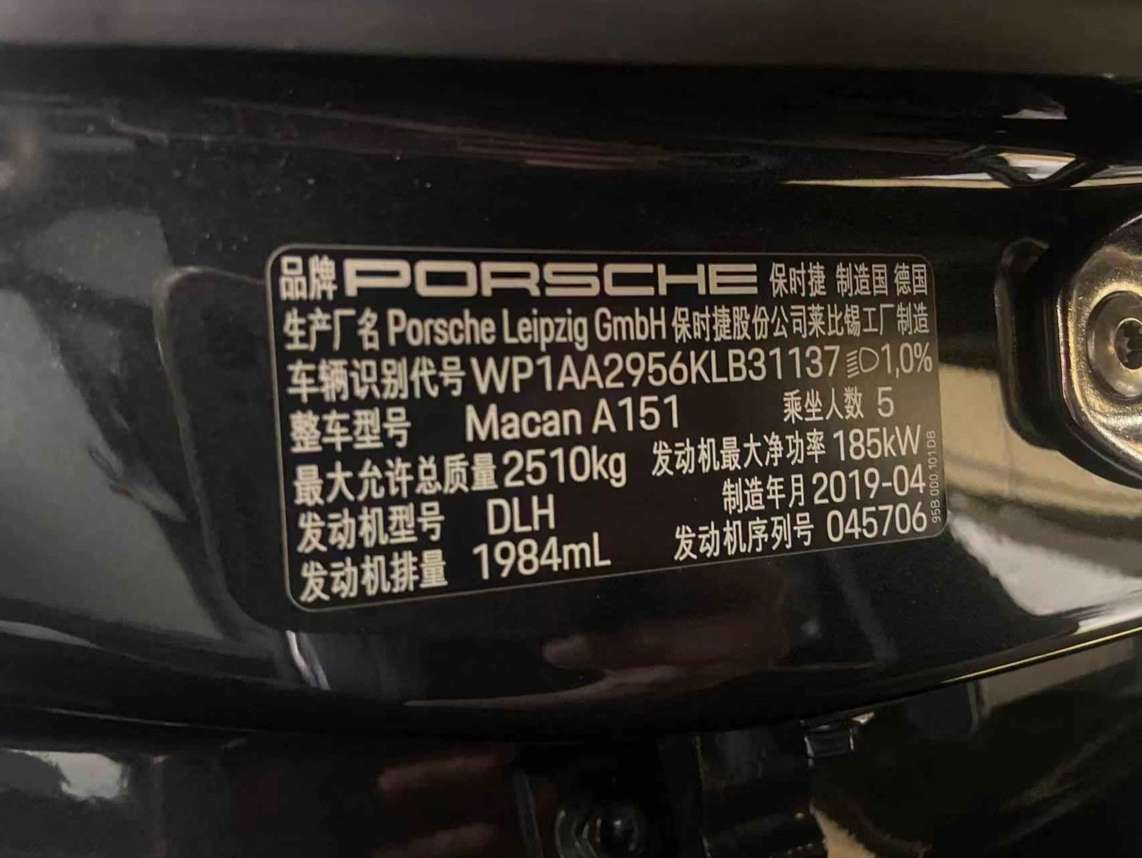 品牌 PORSCHE 保时捷 制造国 德国
生产厂名 Porsche Leipzig GmbH 保时捷股份公司莱比锡工厂制造
车辆识别代号 WP1AA2956KLB31137 1,0%
整车型号 Macan A151 乘坐人数 5
最大允许总质量 2510kg 发动机最大净功率 185kW
发动机型号 DLH 制造年月 2019-04
发动机排量 1984mL 发动机序列号 045706
95B.000.101.DB